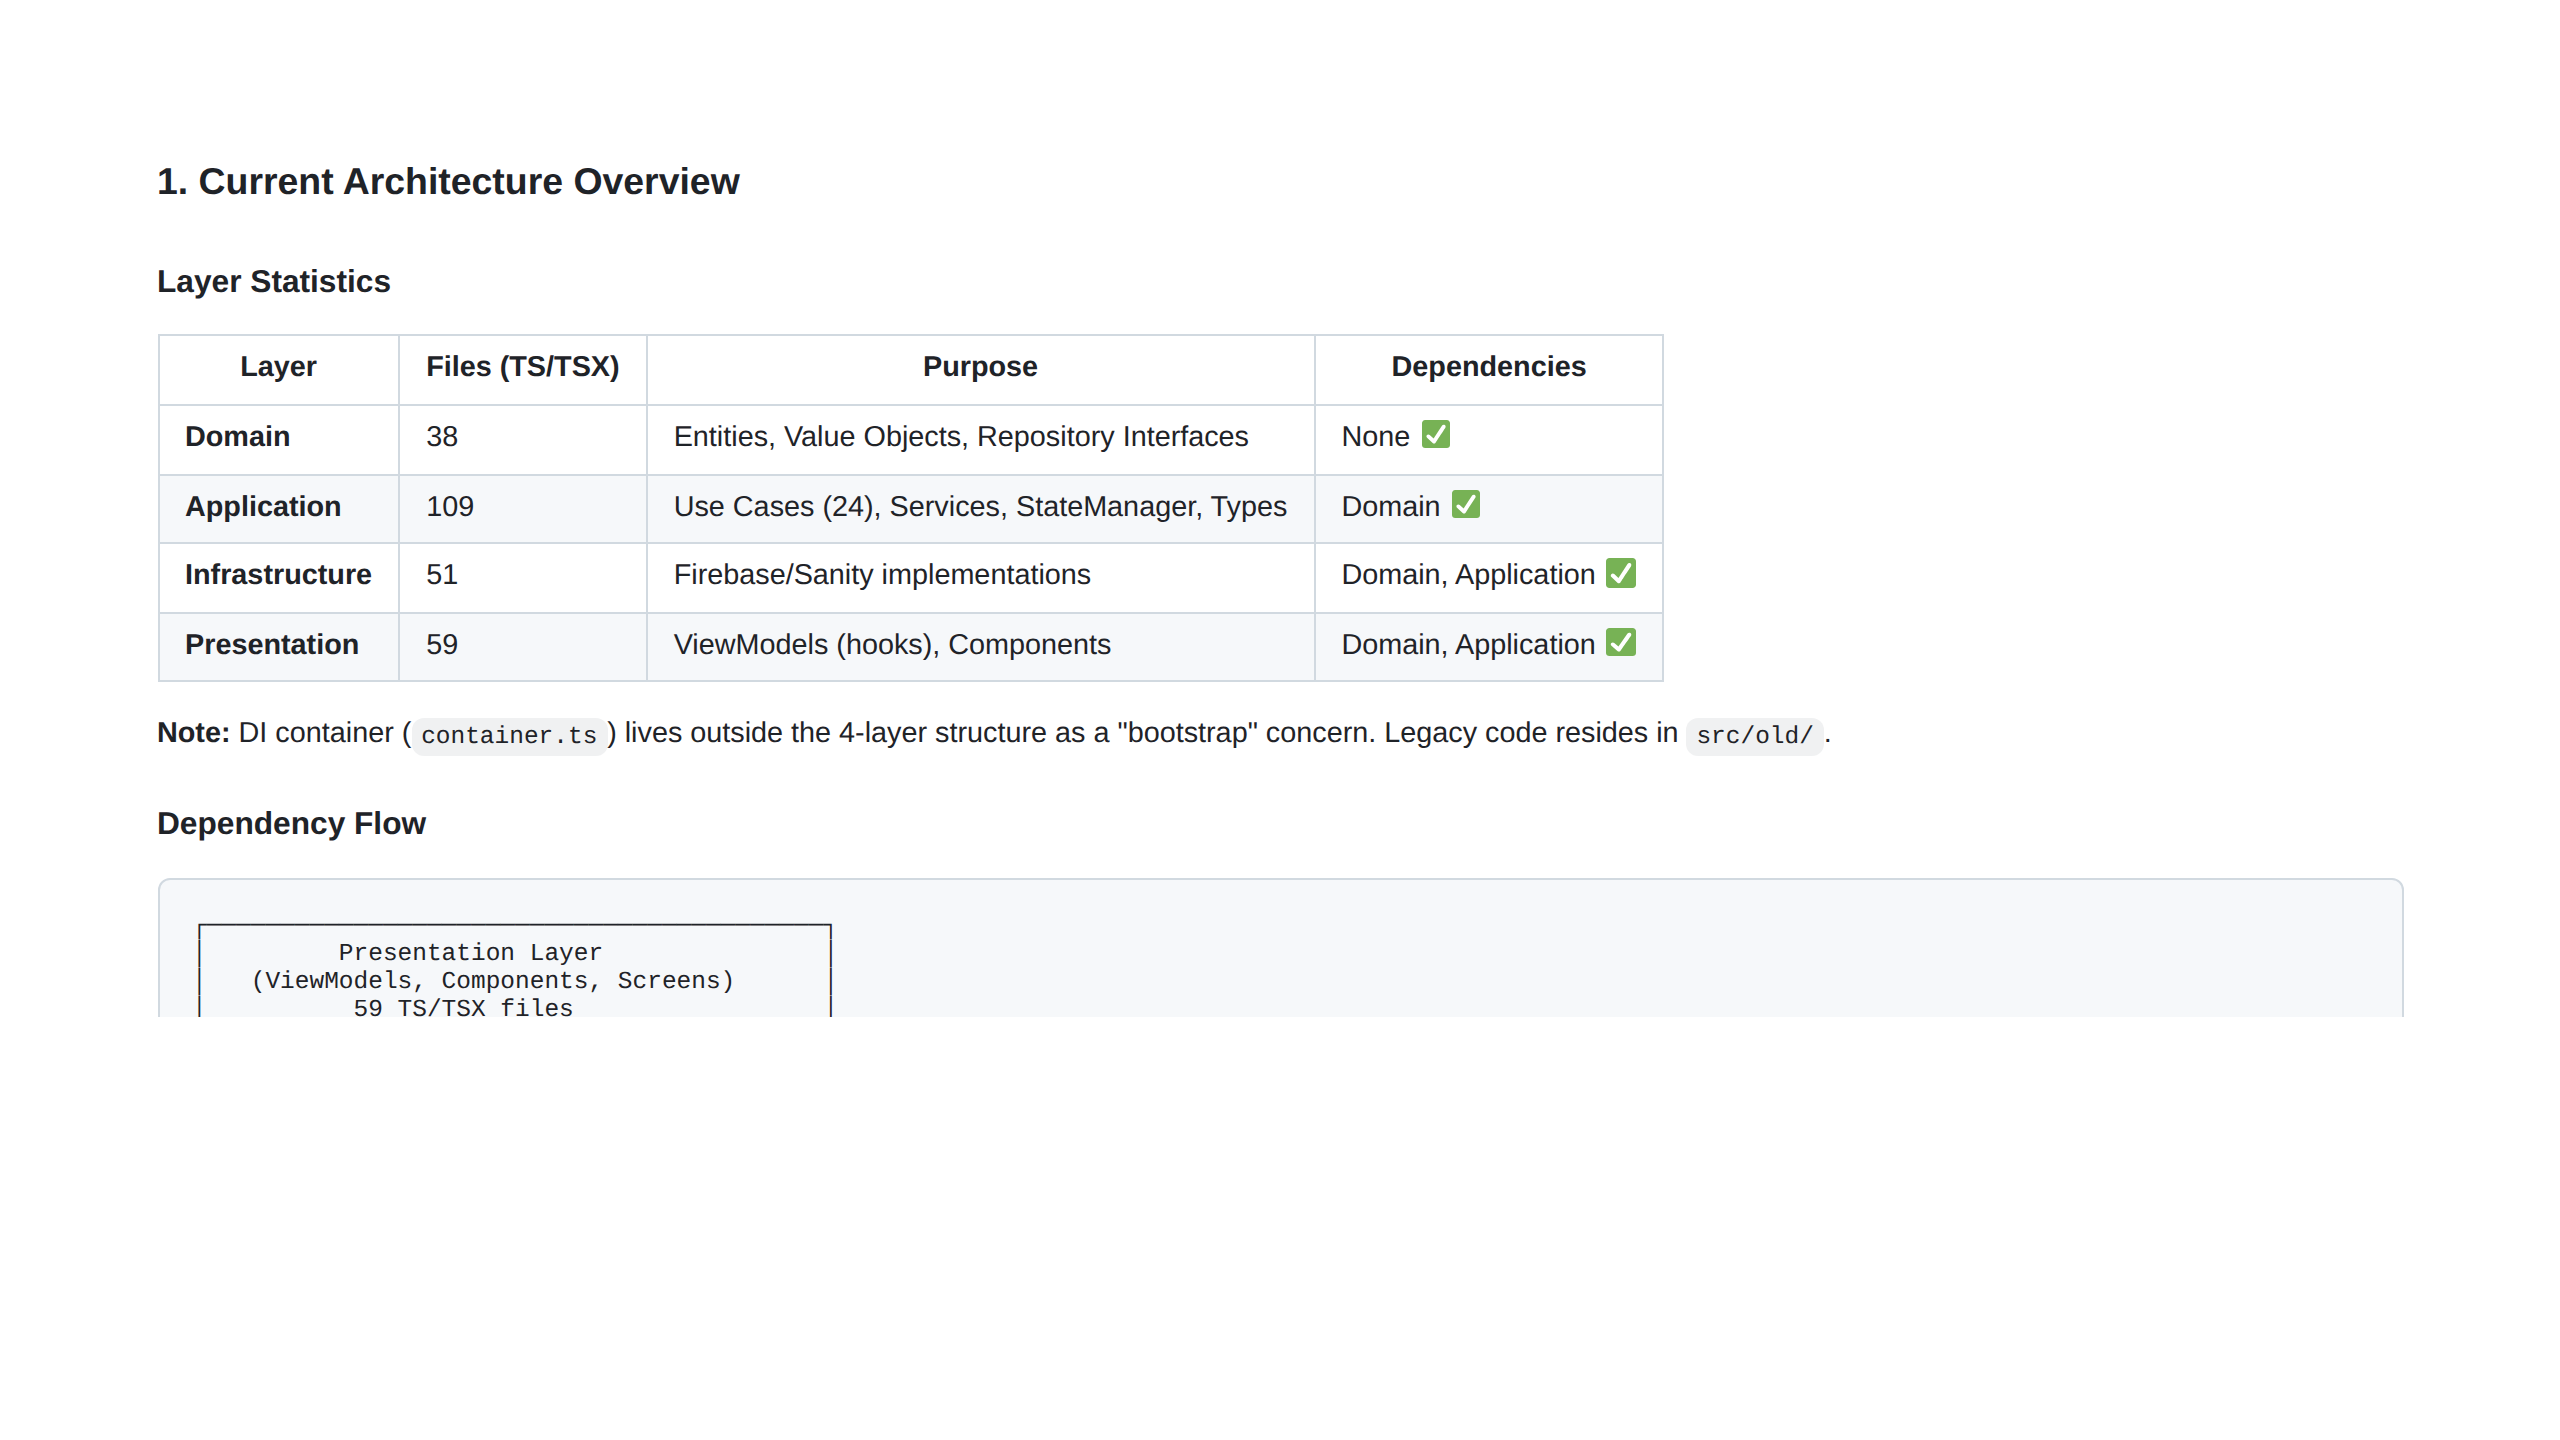 1. Current Architecture Overview
Layer Statistics
Layer Files (TS/TSX) Purpose Dependencies
Domain 38 Entities, Value Objects, Repository Interfaces None ✅
Application 109 Use Cases (24), Services, StateManager, Types Domain ✅
Infrastructure 51 Firebase/Sanity implementations Domain, Application ✅
Presentation 59 ViewModels (hooks), Components Domain, Application ✅
Note: DI container (container.ts) lives outside the 4-layer structure as a "bootstrap" concern. Legacy code resides in src/old/.
Dependency Flow
Presentation Layer
(ViewModels, Components, Screens)
59 TS/TSX files